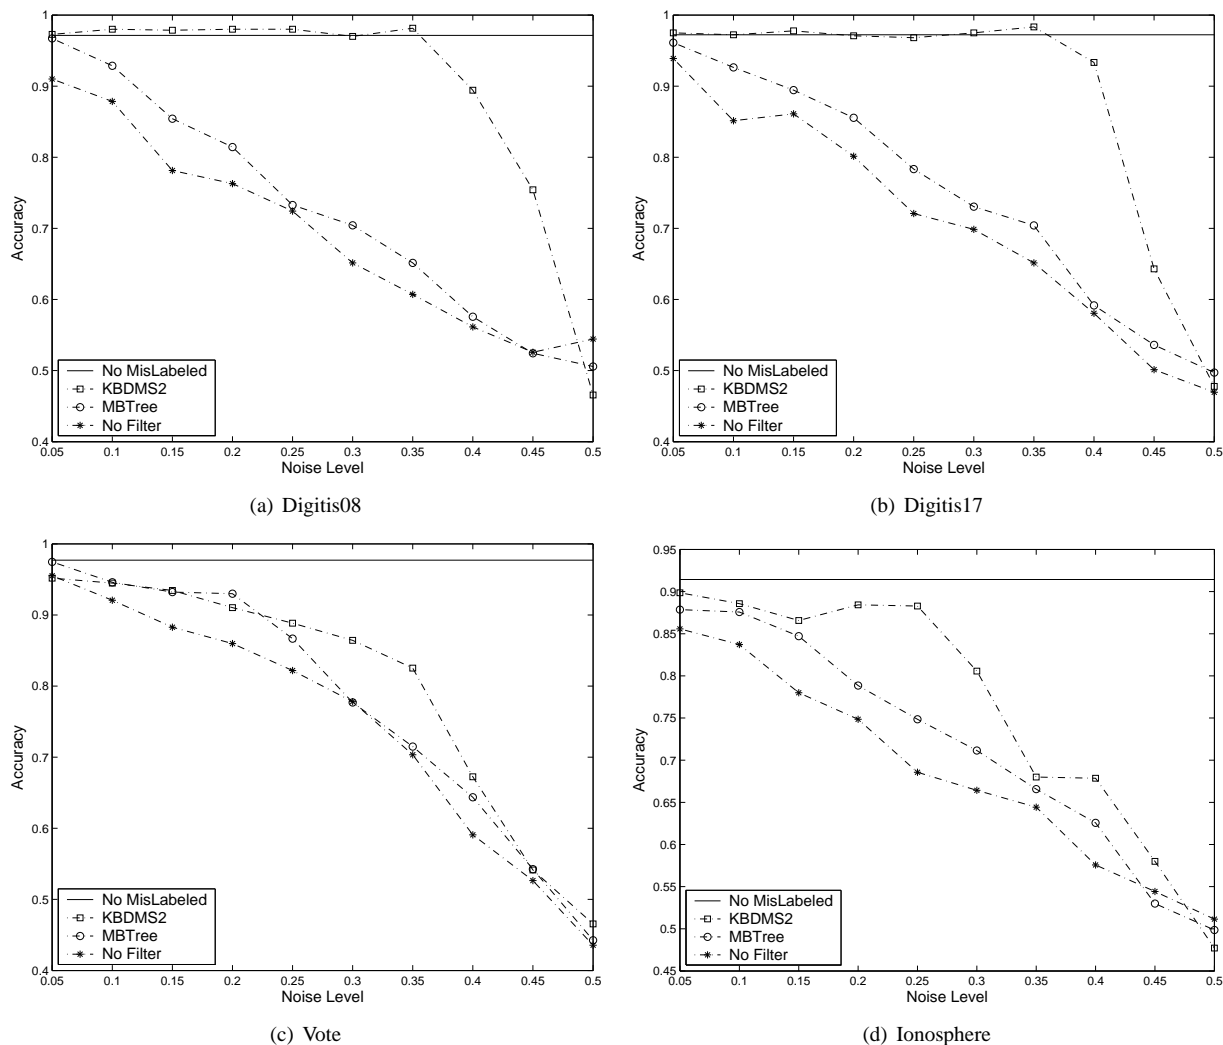 1
0.9
0.8
0.7
0.6
0.5
0.4
Accuracy
No MisLabeled
KBDMS2
MBTree
No Filter
0.05 0.1 0.15 0.2 0.25 0.3 0.35 0.4 0.45 0.5
Noise Level
(a) Digitis08
1
0.9
0.8
0.7
0.6
0.5
0.4
Accuracy
No MisLabeled
KBDMS2
MBTree
No Filter
0.05 0.1 0.15 0.2 0.25 0.3 0.35 0.4 0.45 0.5
Noise Level
(b) Digitis17
1
0.9
0.8
0.7
0.6
0.5
0.4
Accuracy
No MisLabeled
KBDMS2
MBTree
No Filter
0.05 0.1 0.15 0.2 0.25 0.3 0.35 0.4 0.45 0.5
Noise Level
(c) Vote
0.95
0.9
0.85
0.8
0.75
0.7
0.65
0.6
0.55
0.5
0.45
Accuracy
No MisLabeled
KBDMS2
MBTree
No Filter
0.05 0.1 0.15 0.2 0.25 0.3 0.35 0.4 0.45 0.5
Noise Level
(d) Ionosphere